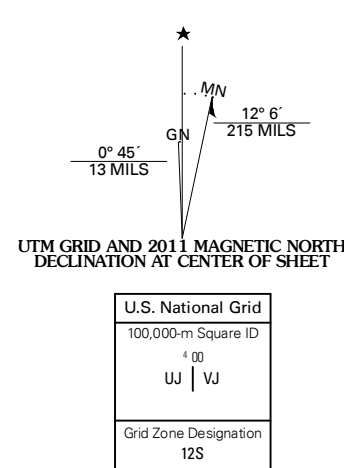 ★
MN
GN
12° 6´
215 MILS
0° 45´
13 MILS
UTM GRID AND 2011 MAGNETIC NORTH
DECLINATION AT CENTER OF SHEET
U.S. National Grid
100,000-m Square ID
4 00
UJ | VJ
Grid Zone Designation
12S